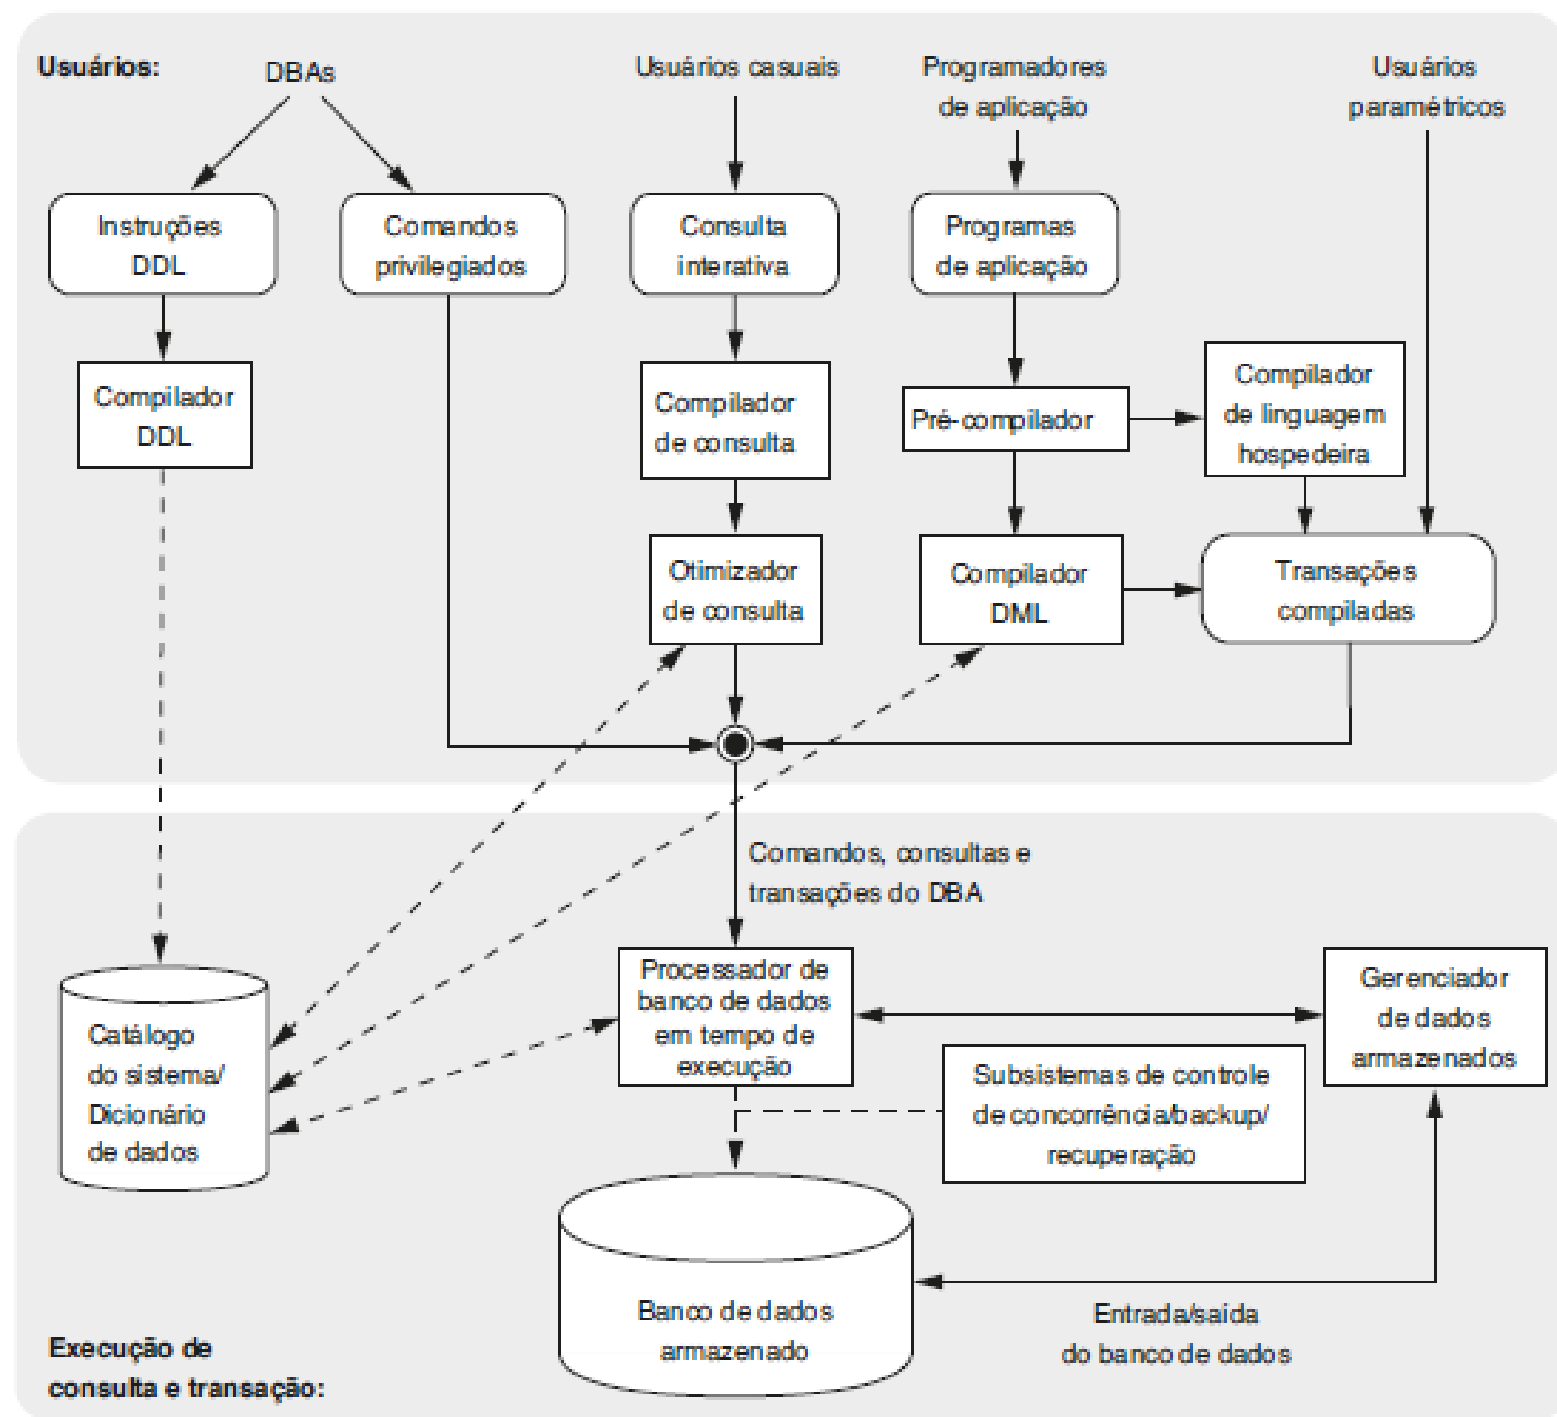 Usuários:
DBAs
Usuários casuais
Programadores
de aplicação
Usuários
paramétricos
Instruções
DDL
Comandos
privilegiados
Consulta
interativa
Programas
de aplicação
Compilador
DDL
Compilador
de consulta
Pré-compilador
Compilador
de linguagem
hospedeira
Otimizador
de consulta
Compilador
DML
Transações
compiladas
Comandos, consultas e
transações do DBA
Processador de
banco de dados
em tempo de
execução
Gerenciador
de dados
armazenados
Catálogo
do sistema/
Dicionário
de dados
Subsistemas de controle
de concorrência/backup/
recuperação
Banco de dados
armazenado
Entrada/saída
do banco de dados
Execução de
consulta e transação: